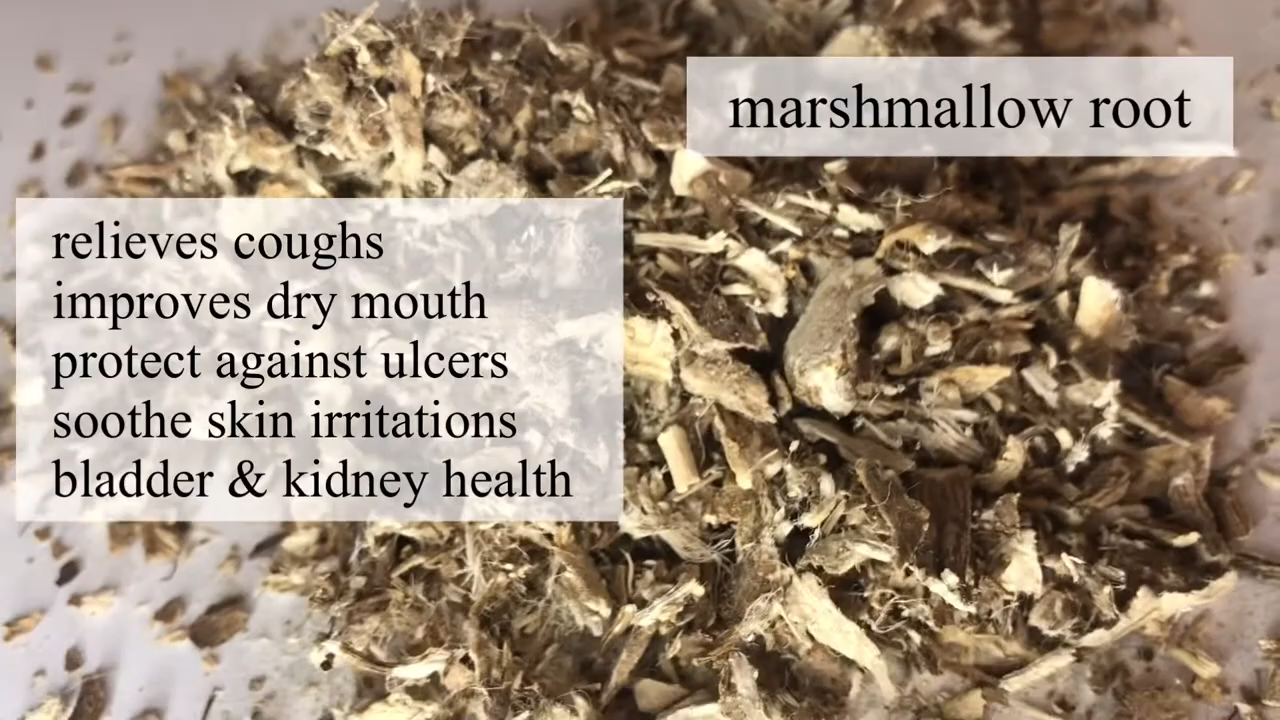 marshmallow root
relieves coughs
improves dry mouth
protect against ulcers
soothe skin irritations
bladder & kidney health